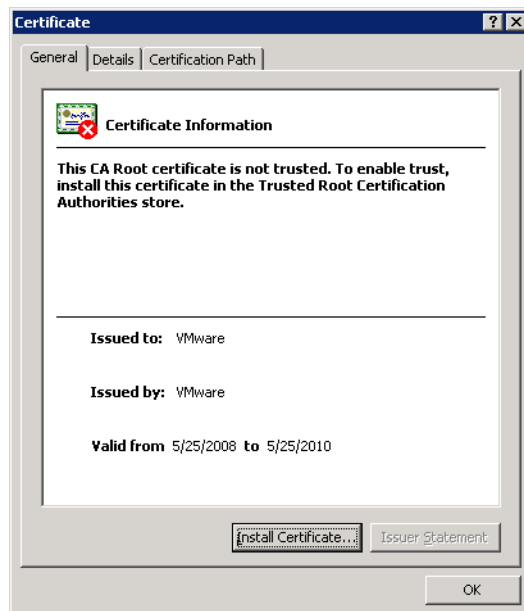 Certificate
General Details Certification Path
Certificate Information
This CA Root certificate is not trusted. To enable trust,
install this certificate in the Trusted Root Certification
Authorities store.
Issued to: VMware
Issued by: VMware
Valid from 5/25/2008 to 5/25/2010
Install Certificate... Issuer Statement
OK